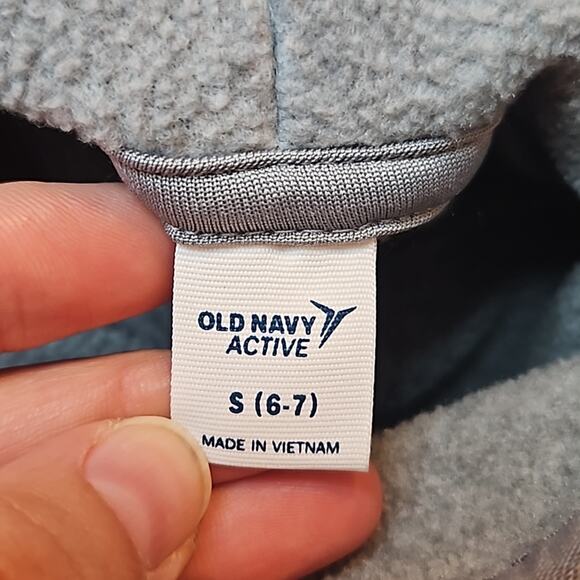 OLD NAVY
ACTIVE
S (6-7)
MADE IN VIETNAM